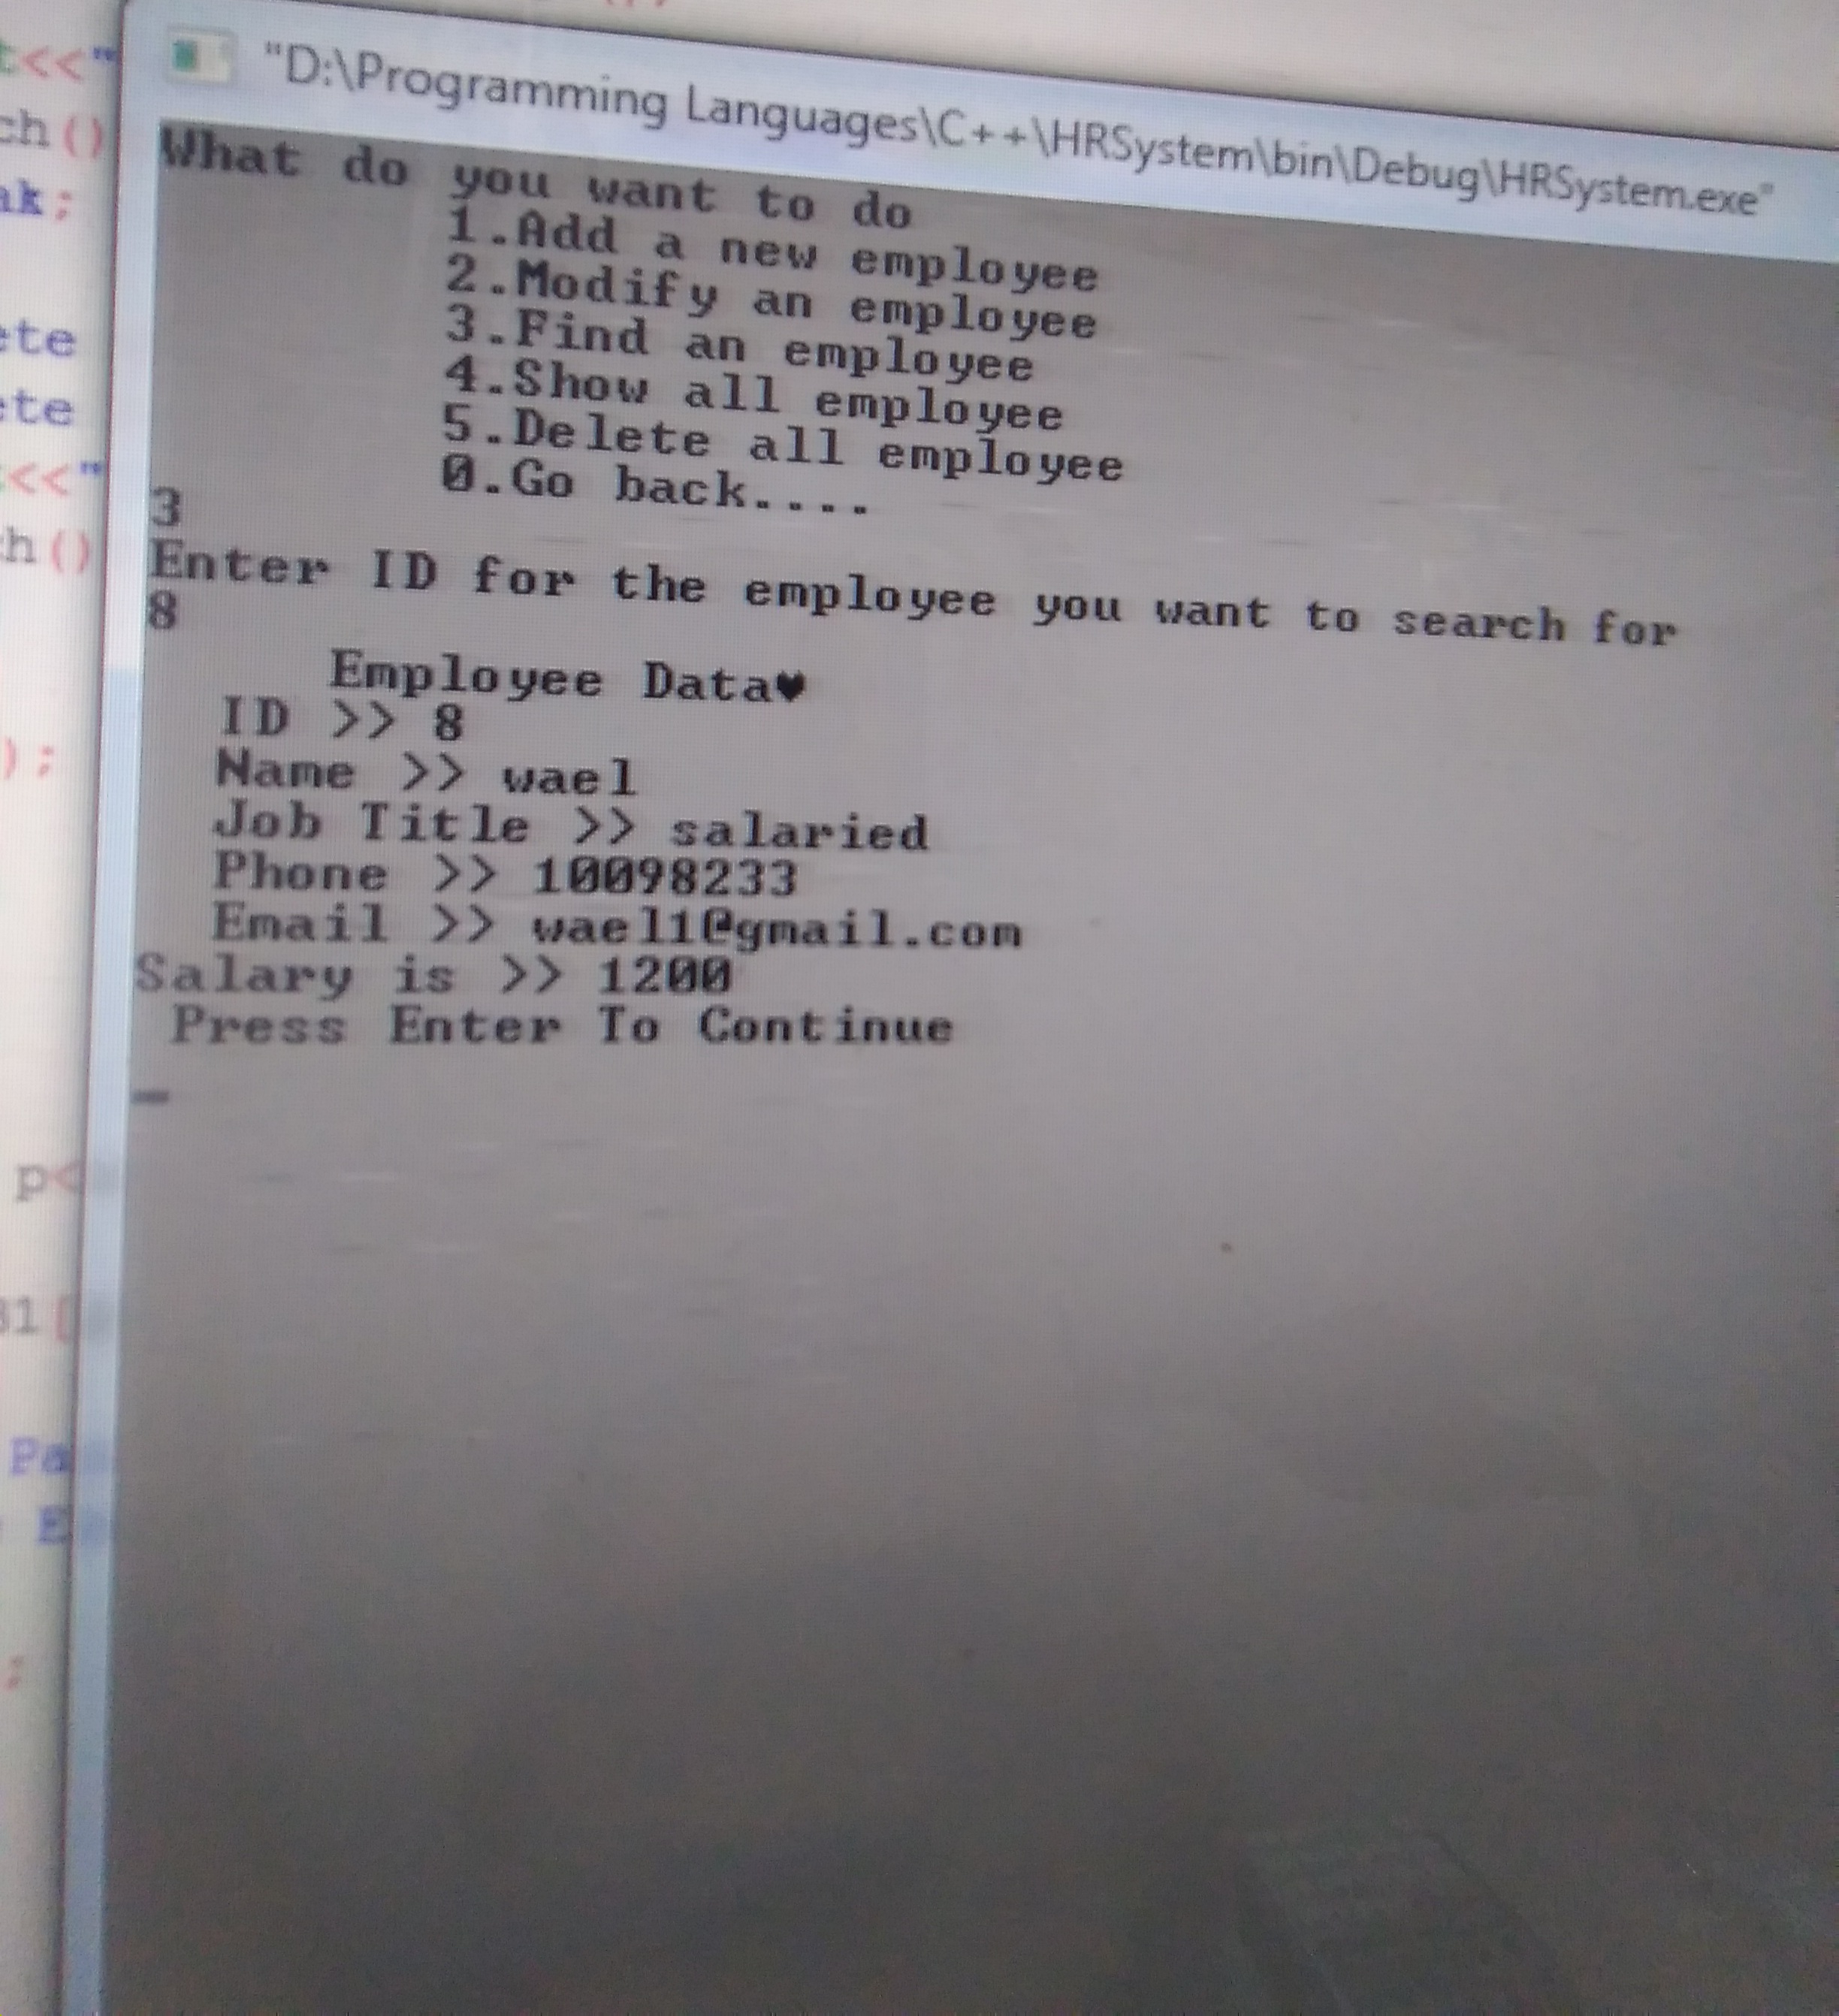 "D:\Programming Languages\C++\HRSystem\bin\Debug\HRSystem.exe"
What do you want to do
1.Add a new employee
2.Modify an employee
3.Find an employee
4.Show all employee
5.Delete all employee
0.Go back....
3
Enter ID for the employee you want to search for
8
Employee Data♥
ID >> 8
Name >> wael
Job Title >> salaried
Phone >> 10098233
Email >> wael1@gmail.com
Salary is >> 1200
Press Enter To Continue
_